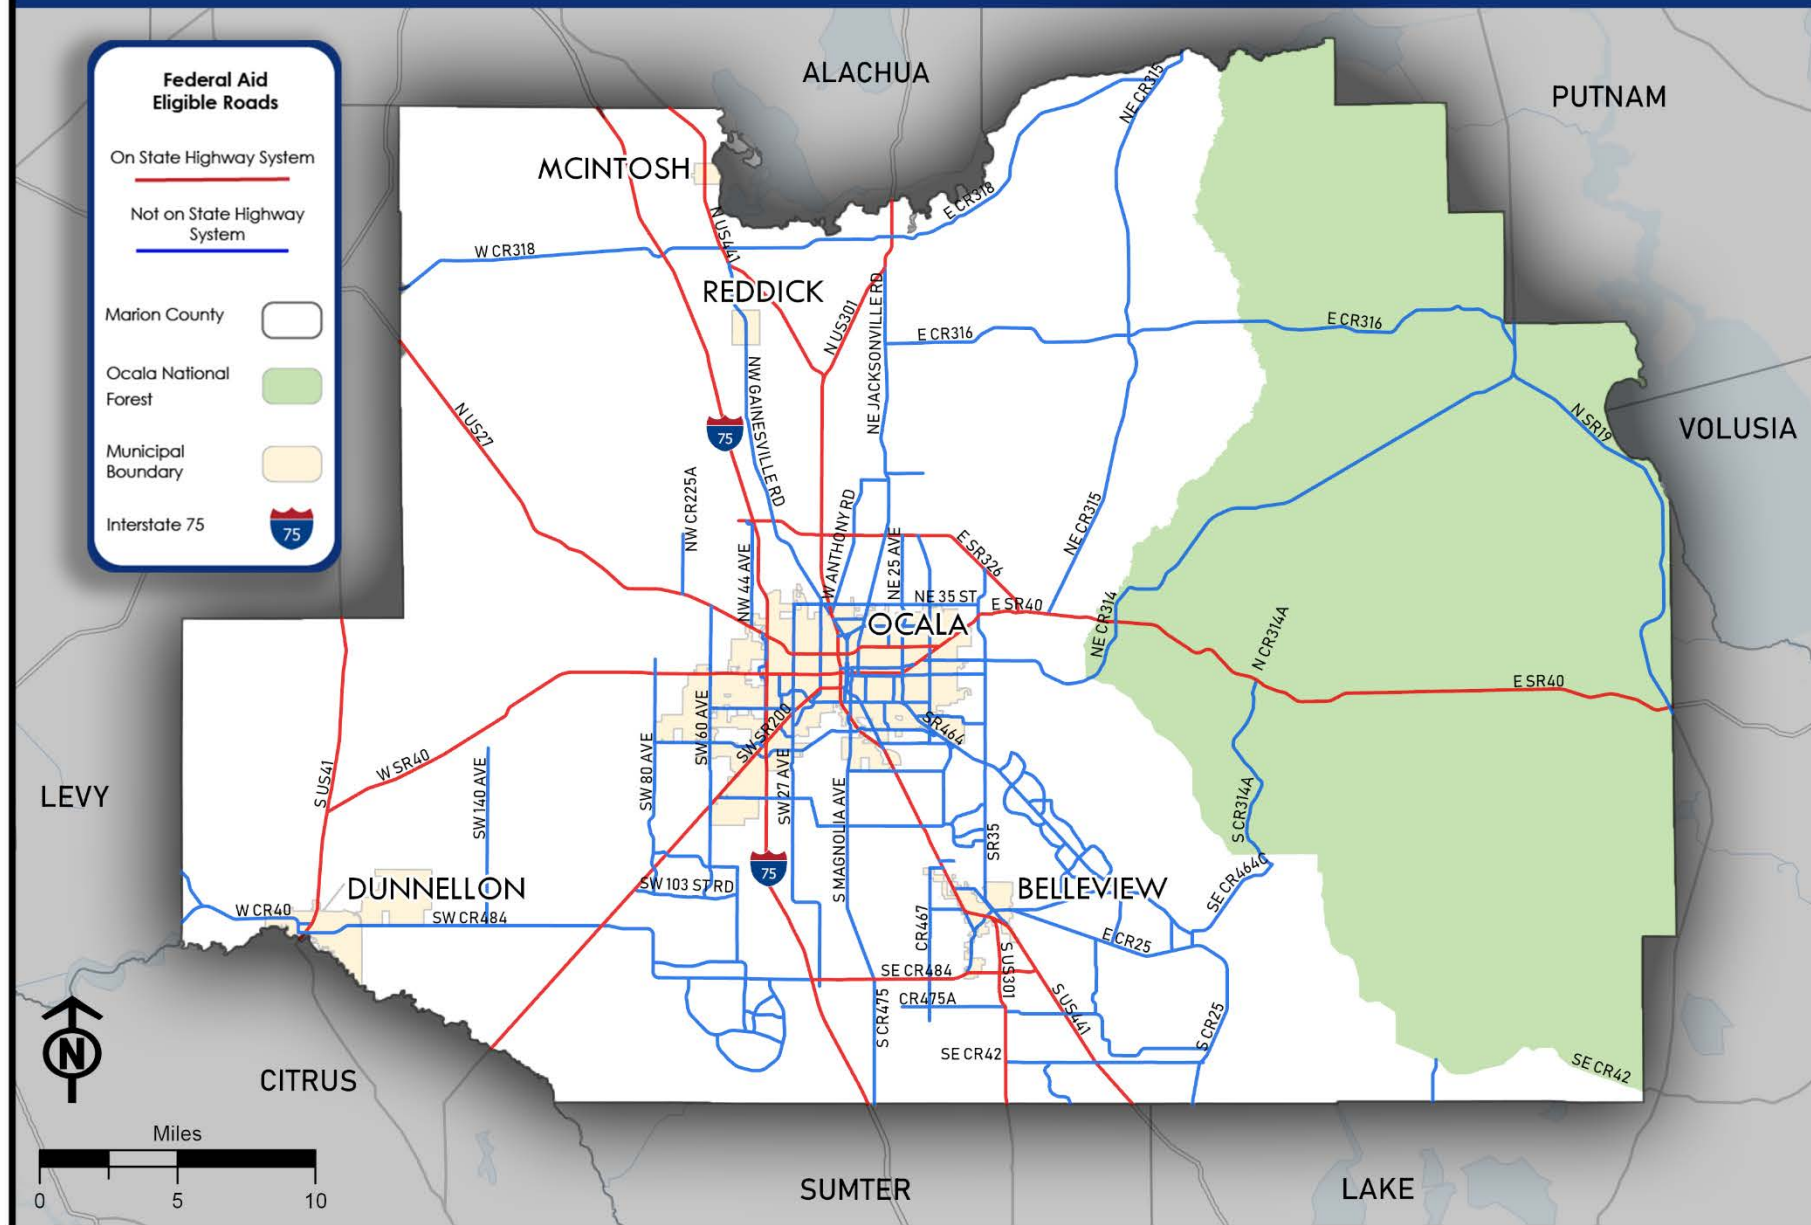 Federal Aid
Eligible Roads
On State Highway System
Not on State Highway
System
Marion County
Ocala National
Forest
Municipal
Boundary
Interstate 75
75
ALACHUA
PUTNAM
VOLUSIA
LEVY
CITRUS
SUMTER
LAKE
MCINTOSH
REDDICK
OCALA
DUNNELLON
BELLEVIEW
NE CR315
E CR318
N US441
W CR318
N US301
NE JACKSONVILLE RD
E CR316
E CR316
N US27
75
NW GAINESVILLE RD
N SR19
NW CR225A
W ANTHONY RD
NE CR315
NW 44 AVE
NE 25 AVE
E SR326
NE 35 ST
E SR40
NE CR314
N CR314A
E SR40
SW 60 AVE
SW SR200
SR464
W SR40
S US41
SW 140 AVE
SW 80 AVE
SW 27 AVE
S MAGNOLIA AVE
SR35
S CR314A
75
SW 103 ST RD
SE CR464C
W CR40
SW CR484
CR467
E CR25
SE CR484
S US301
CR475A
S CR475
S US441
S CR25
SE CR42
SE CR42
N
Miles
0
5
10